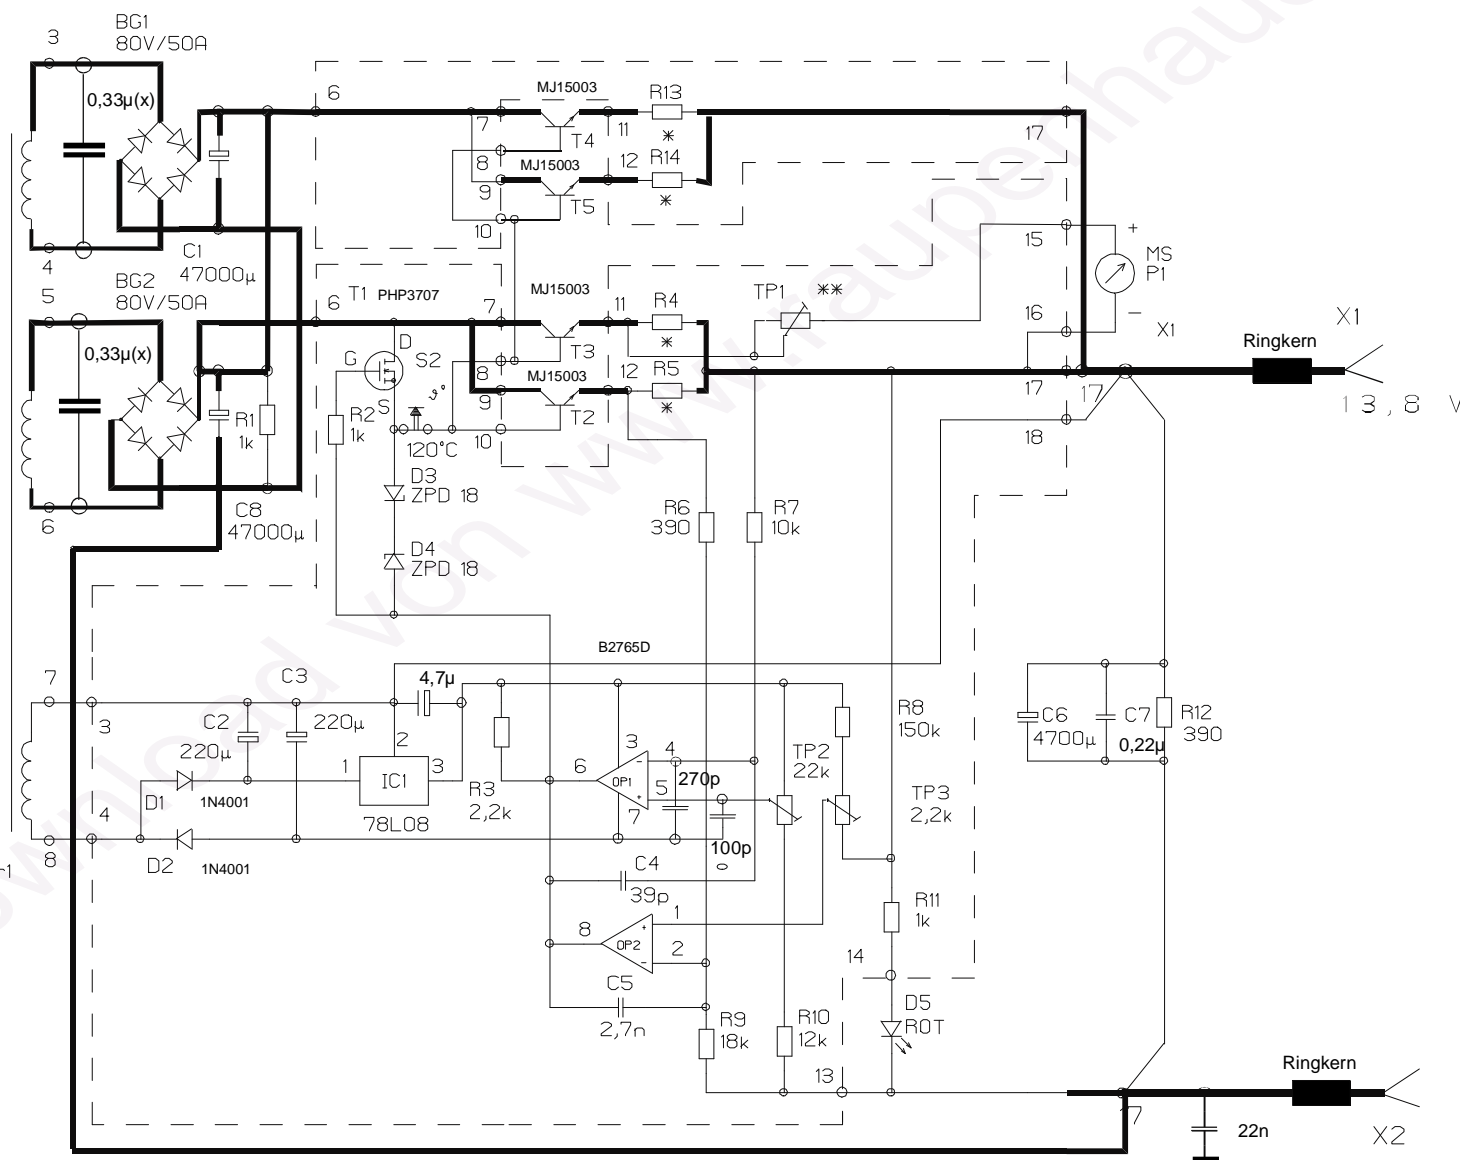 BG1
80V/50A
3
0,33µ(x)
6
MJ15003
R13
7
T4
11
*
17
8
MJ15003
12
R14
9
T5
*
10
4
C1
47000µ
15
+
MS
P1
5
BG2
80V/50A
6
T1
PHP3707
7
MJ15003
11
R4
TP1
**
16
–
X1
X1
0,33µ(x)
D
G
S2
T3
*
Ringkern
8
MJ15003
12
R5
S
9
ϑ°
T2
*
17
17
13,8 V
R1
1k
R2
1k
120°C
10
18
6
C8
47000µ
D3
ZPD 18
R6
390
R7
10k
D4
ZPD 18
B2765D
7
C3
4,7µ
3
C2
220µ
220µ
2
R8
150k
C6
4700µ
C7
0,22µ
R12
390
1
IC1
3
R3
2,2k
6
3
OP1
-
+
4
5
7
270p
TP2
22k
TP3
2,2k
D1
1N4001
4
78L08
100p
8
D2
1N4001
r1
C4
39p
R11
1k
8
OP2
+
-
1
2
14
C5
2,7n
R9
18k
R10
12k
D5
ROT
13
Ringkern
7
22n
X2
download von www.raupenhaus